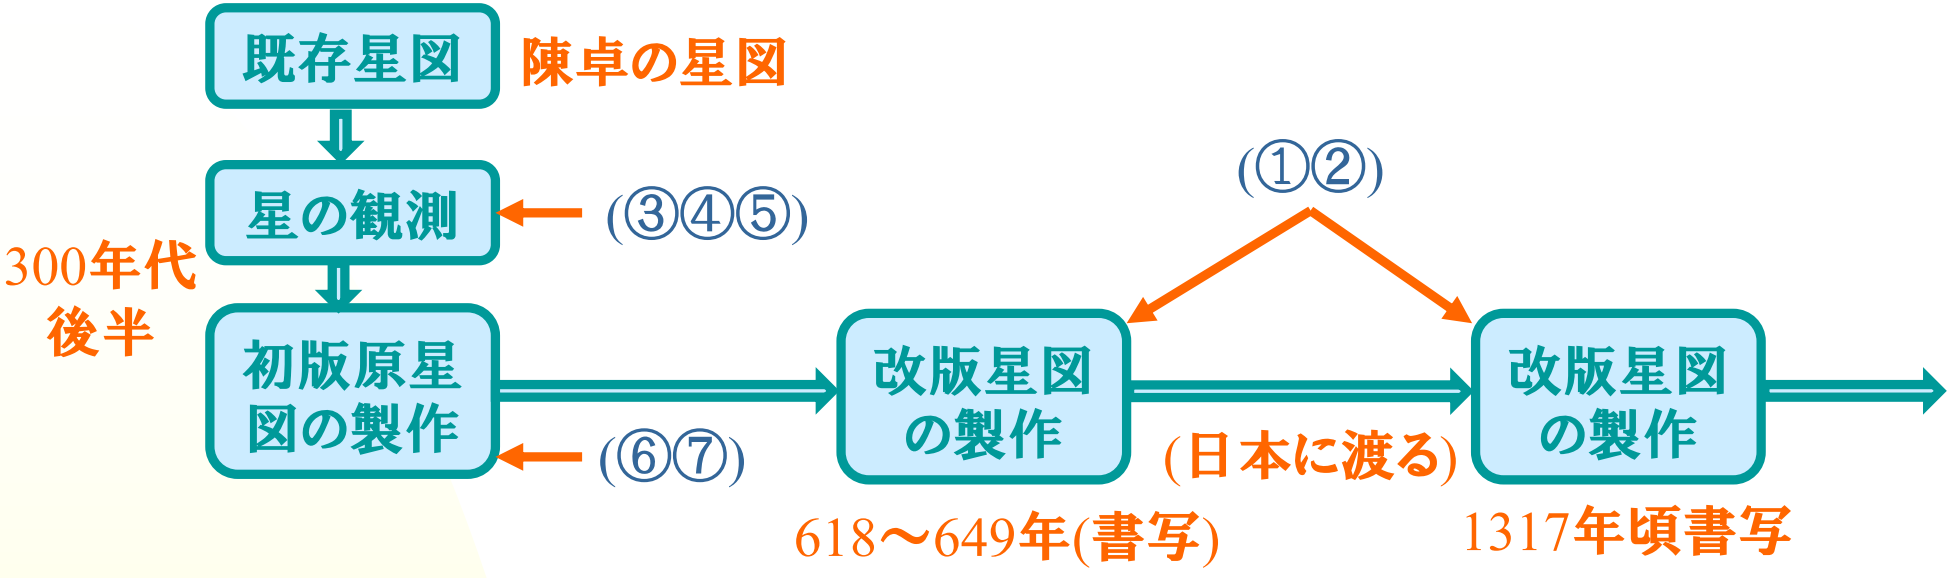 既存星図
陳卓の星図
星の観測
(③④⑤)
(①②)
300年代
後半
初版原星
図の製作
(⑥⑦)
改版星図
の製作
(日本に渡る)
改版星図
の製作
618～649年(書写)
1317年頃書写